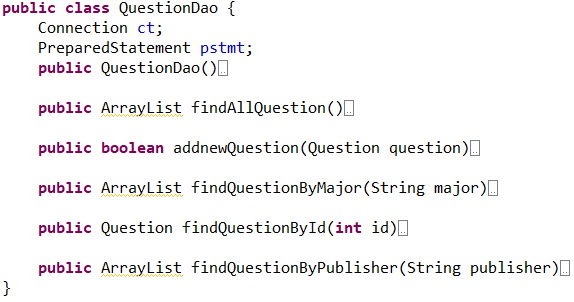 public class QuestionDao {
    Connection ct;
    PreparedStatement pstmt;
    public QuestionDao()
    public ArrayList findAllQuestion()
    public boolean addnewQuestion(Question question)
    public ArrayList findQuestionByMajor(String major)
    public Question findQuestionById(int id)
    public ArrayList findQuestionByPublisher(String publisher)
}